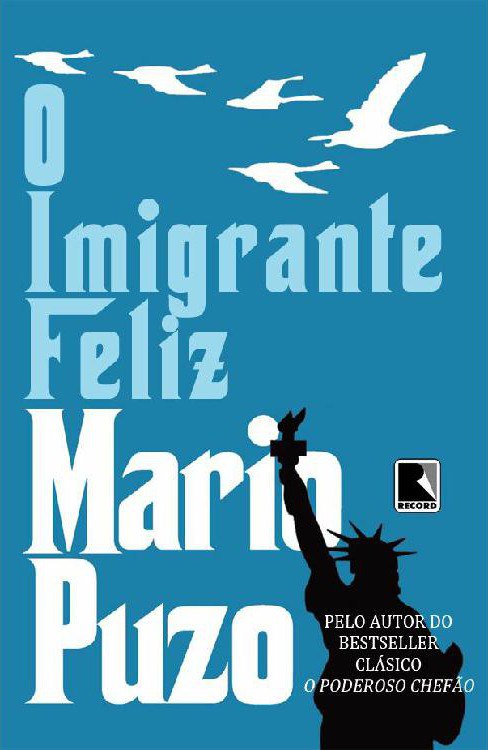 O
Imigrante
Feliz
Mario
Puzo
RECORD
PELO AUTOR DO
BESTSELLER
CLÁSICO
O PODEROSO CHEFÃO